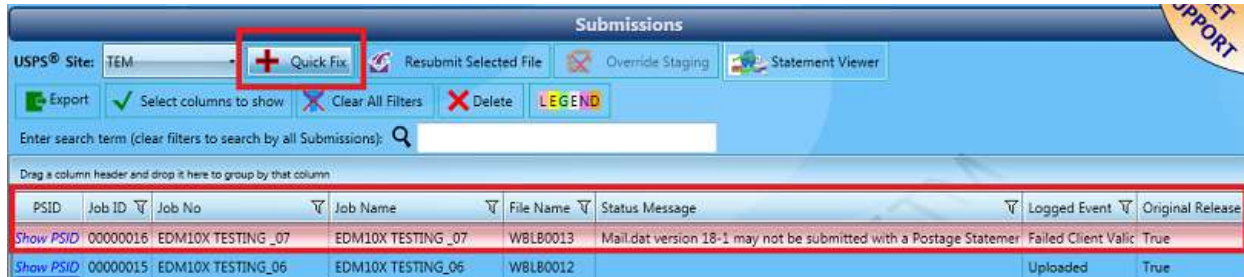 Submissions
USPS® Site: TEM Quick Fix Resubmit Selected File Override Staging Statement Viewer
PORT
Export Select columns to show Clear All Filters Delete LEGEND
Enter search term (clear filters to search by all Submissions):
Drag a column header and drop it here to group by that column
PSID Job ID Job No Job Name File Name Status Message Logged Event Original Release
Show PSID 00000016 EDM10X TESTING _07 EDM10X TESTING _07 WBLB0013 Mail.dat version 18-1 may not be submitted with a Postage Statemer Failed Client Valic True
Show PSID 00000015 EDM10X TESTING_06 EDM10X TESTING_06 WBLB0012 Uploaded True